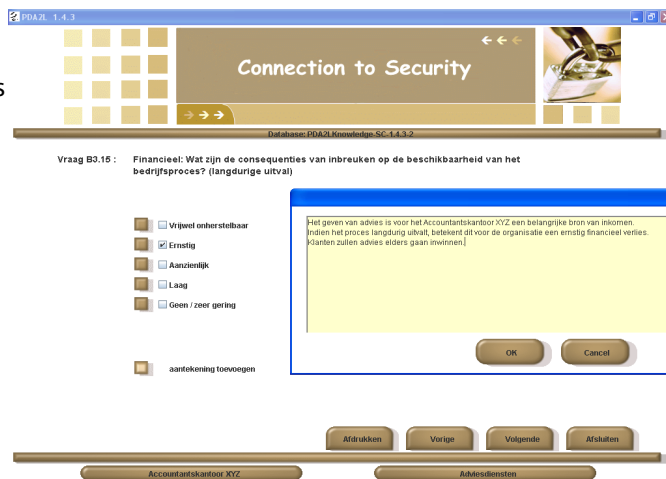 PDA2L 1.4.3
Connection to Security
Database: PDA2LKnowledge-SC-1.4.3-2
Vraag B3.15 : Financieel: Wat zijn de consequenties van inbreuken op de beschikbaarheid van het
bedrijfsproces? (langdurige uitval)
Vrijwel onherstelbaar
Ernstig
Aanzienlijk
Laag
Geen / zeer gering
aantekening toevoegen
Het geven van advies is voor het Accountantskantoor XYZ een belangrijke bron van inkomen.
Indien het proces langdurig uitvalt, betekent dit voor de organisatie een ernstig financieel verlies.
Klanten zullen advies elders gaan inwinnen.
OK Cancel
Afdrukken Vorige Volgende Afsluiten
Accountantskantoor XYZ Adviesdiensten